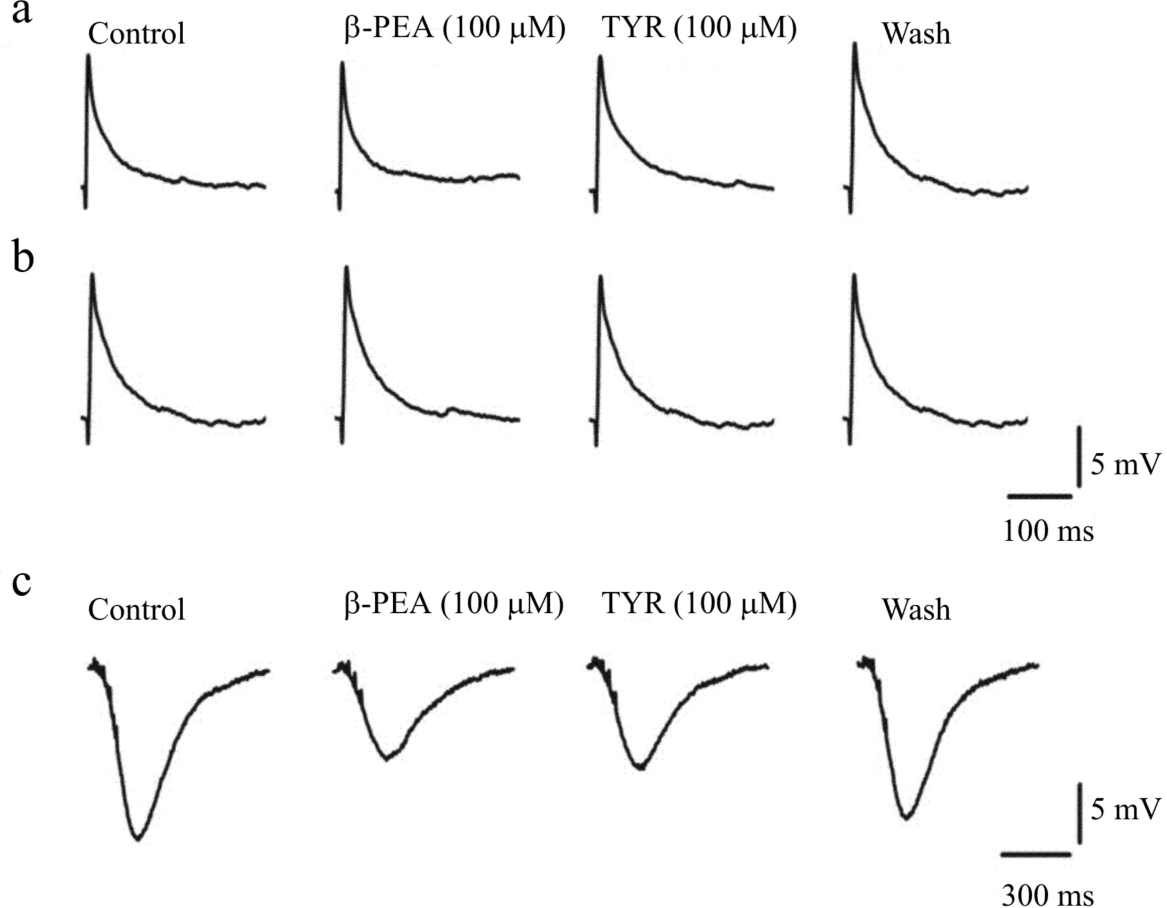 a
Control β-PEA (100 μM) TYR (100 μM) Wash
b
5 mV
100 ms
c
Control β-PEA (100 μM) TYR (100 μM) Wash
5 mV
300 ms